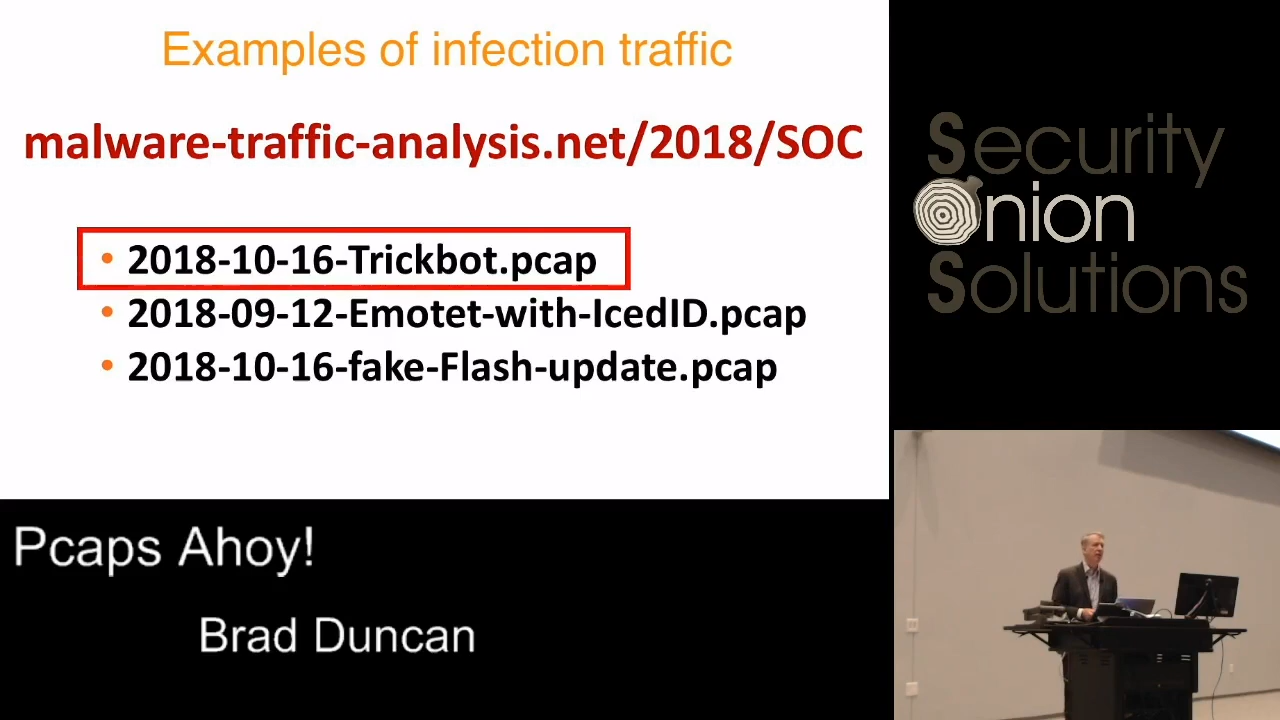 Examples of infection traffic
malware-traffic-analysis.net/2018/SOC
• 2018-10-16-Trickbot.pcap
• 2018-09-12-Emotet-with-IcedID.pcap
• 2018-10-16-fake-Flash-update.pcap
Security
Onion
Solutions
Pcaps Ahoy!
Brad Duncan